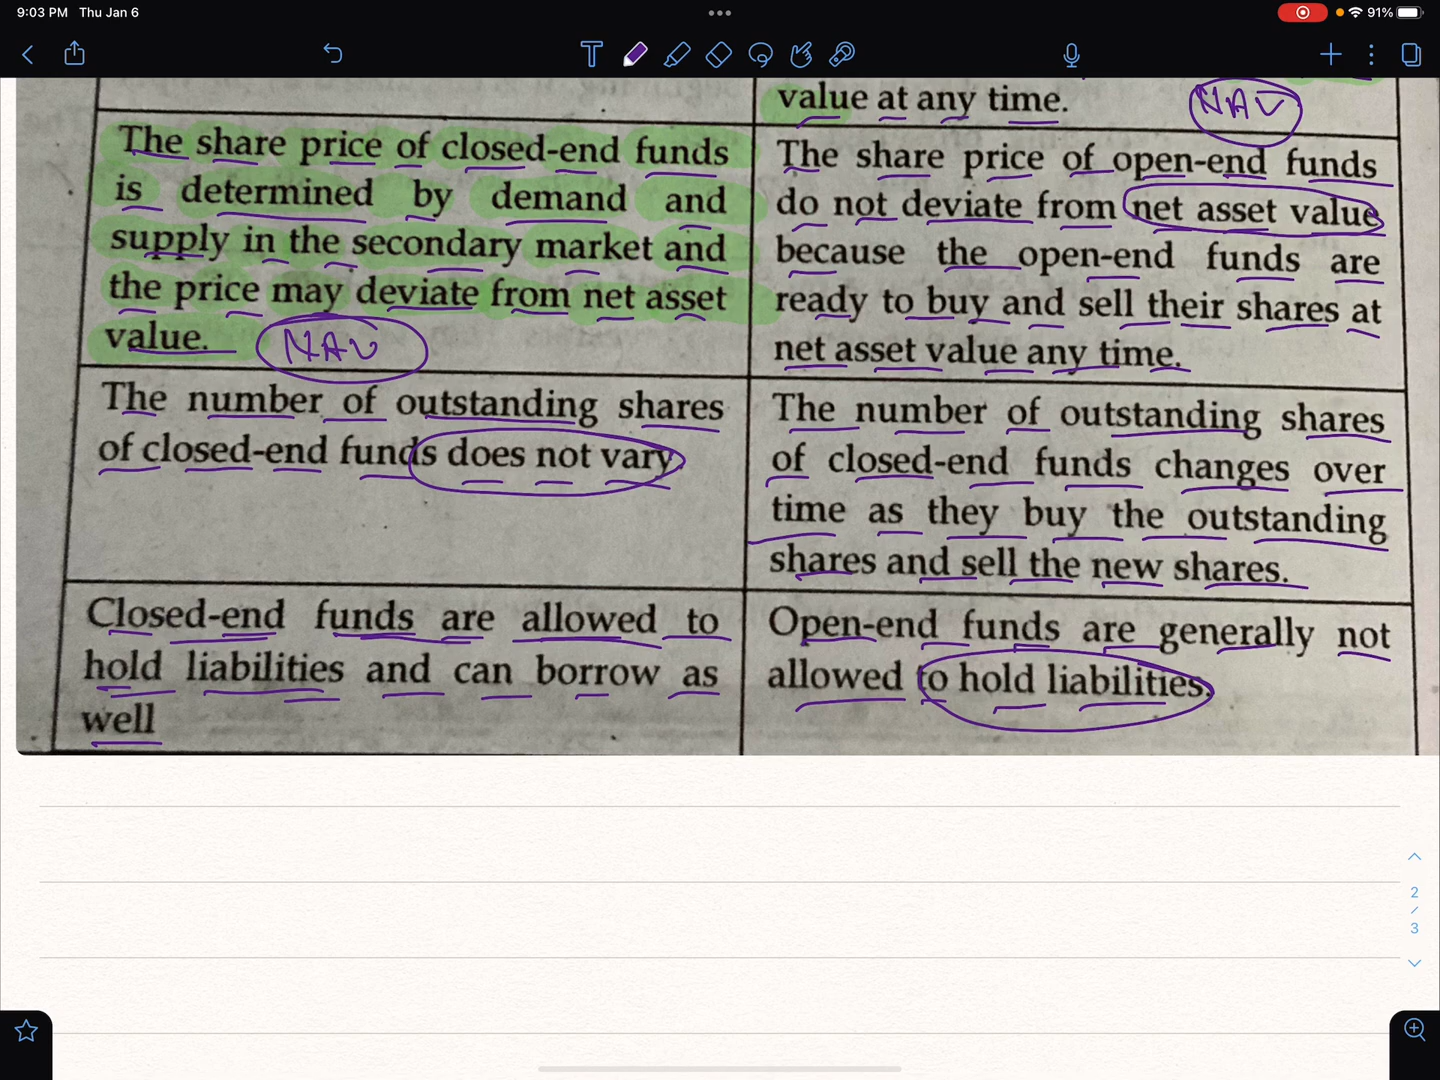 9:03 PM Thu Jan 6
91%
value at any time.
NAV
The share price of closed-end funds
is determined by demand and
supply in the secondary market and
the price may deviate from net asset
value.
NAV
The share price of open-end funds
do not deviate from net asset value
because the open-end funds are
ready to buy and sell their shares at
net asset value any time.
The number of outstanding shares
of closed-end funds does not vary.
The number of outstanding shares
of closed-end funds changes over
time as they buy the outstanding
shares and sell the new shares.
Closed-end funds are allowed to
hold liabilities and can borrow as
well
Open-end funds are generally not
allowed to hold liabilities.
2
/
3